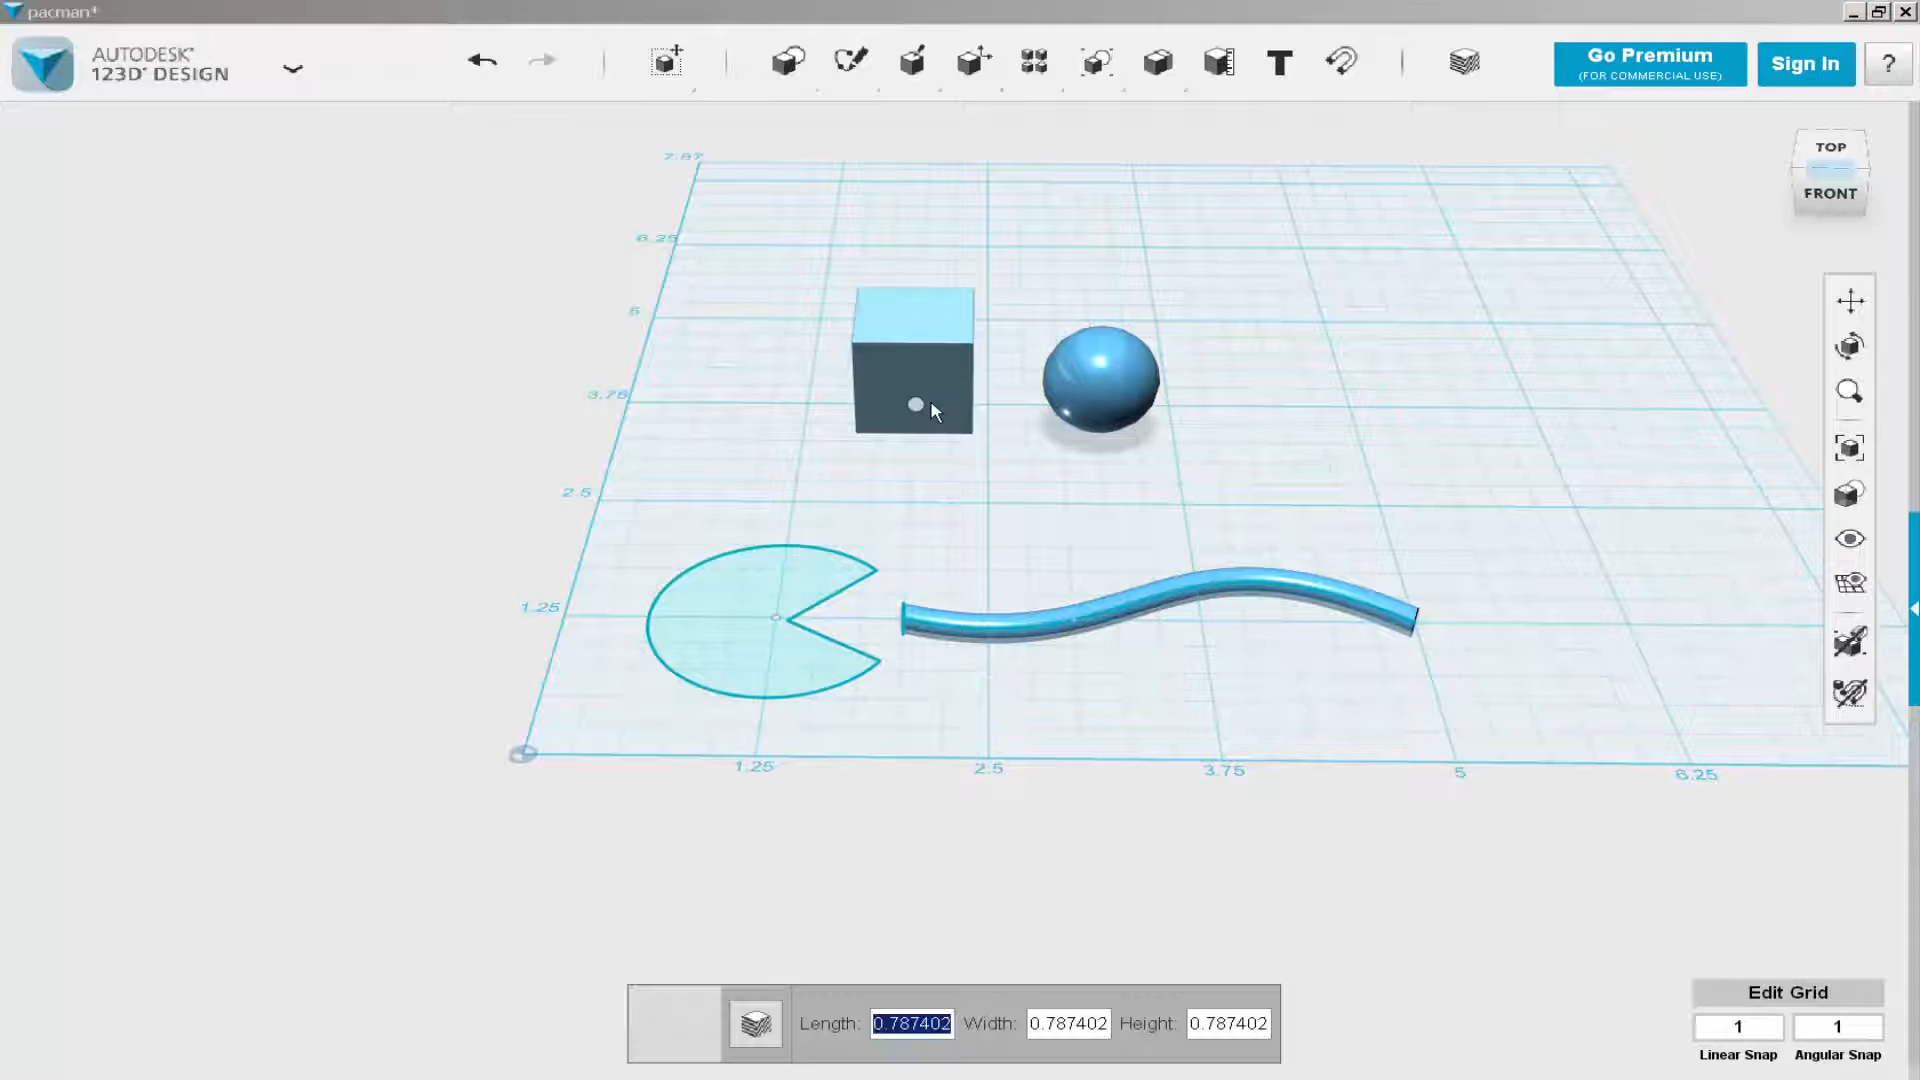 pacman*
AUTODESK®
123D® DESIGN
Go Premium
(FOR COMMERCIAL USE)
Sign In
?
TOP
FRONT
7.87
6.25
5
3.75
2.5
1.25
1.25
2.5
3.75
5
6.25
Length: 0.787402 Width: 0.787402 Height: 0.787402
Edit Grid
1 1
Linear Snap Angular Snap